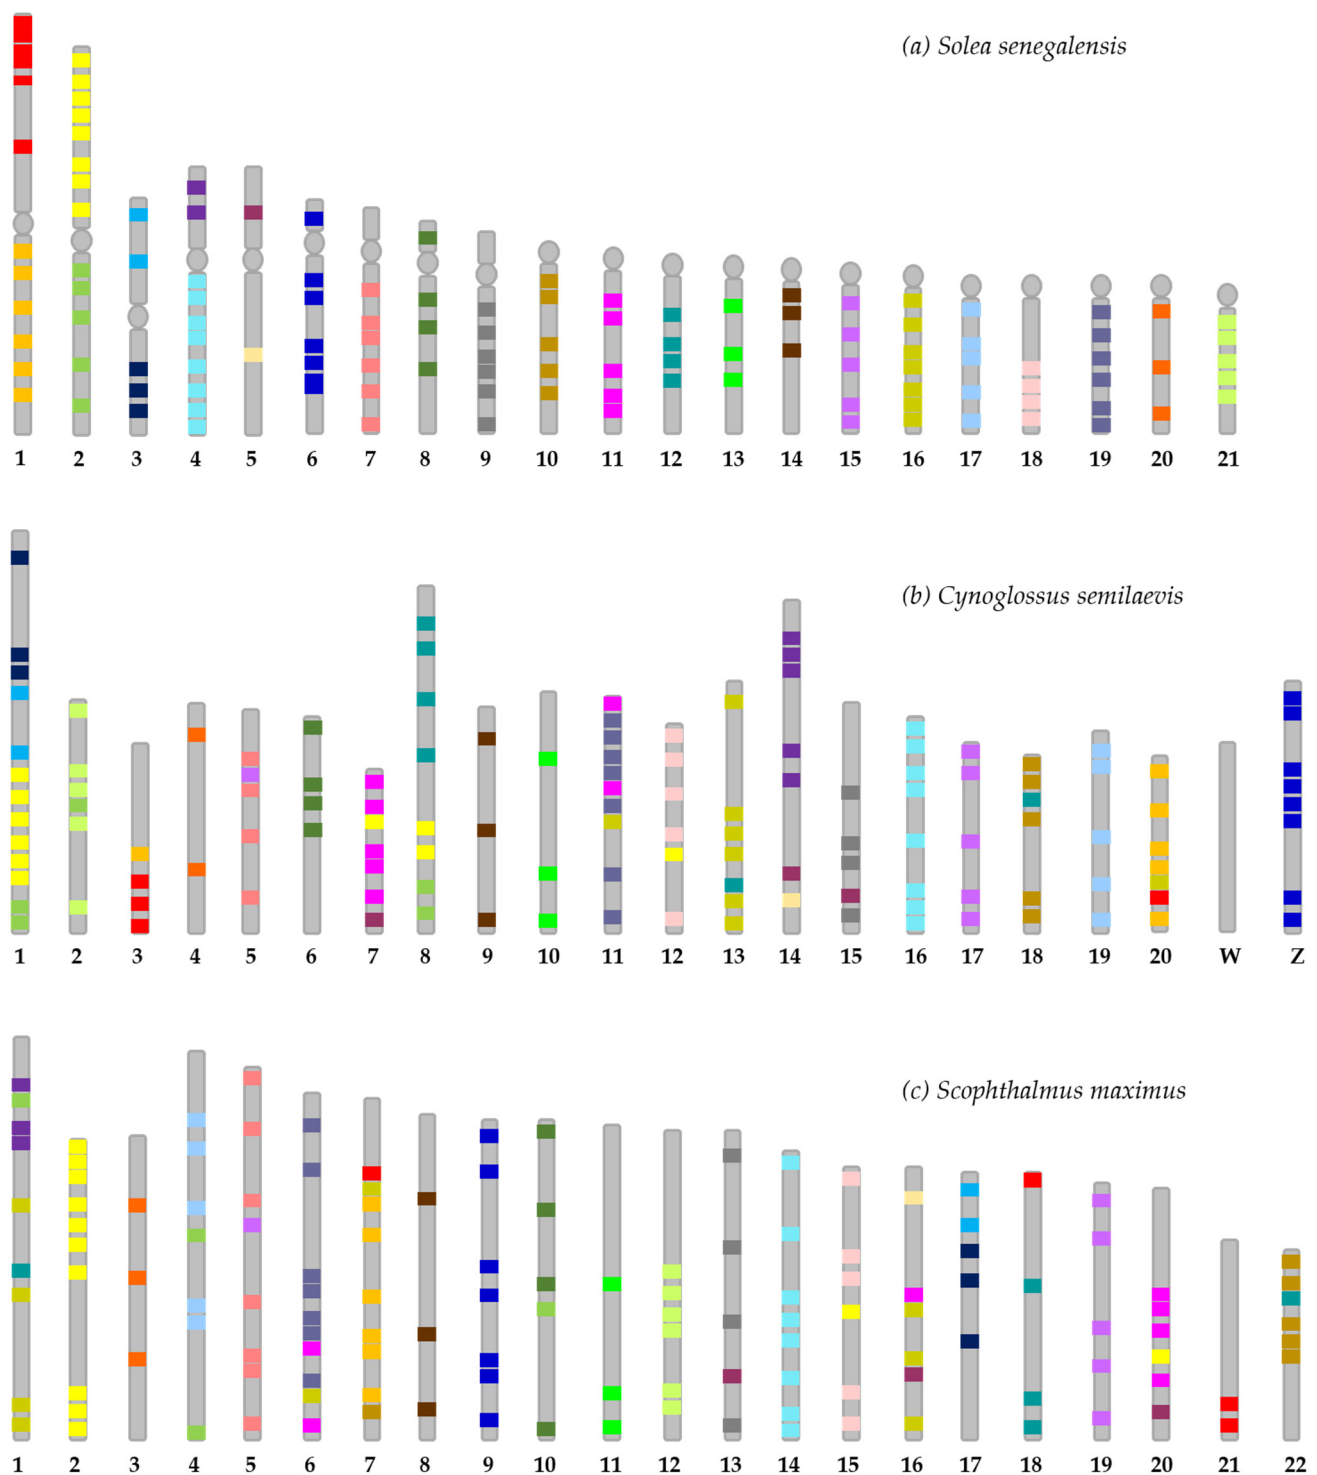 (a) Solea senegalensis
1 2 3 4 5 6 7 8 9 10 11 12 13 14 15 16 17 18 19 20 21
(b) Cynoglossus semilaevis
1 2 3 4 5 6 7 8 9 10 11 12 13 14 15 16 17 18 19 20 W Z
(c) Scophthalmus maximus
1 2 3 4 5 6 7 8 9 10 11 12 13 14 15 16 17 18 19 20 21 22